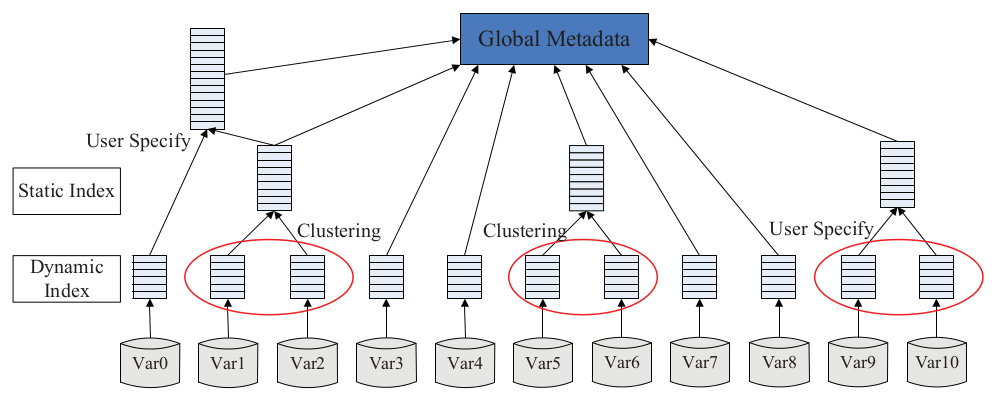 Global Metadata
User Specify
Static Index
Clustering
Clustering
User Specify
Dynamic
Index
Var0
Var1
Var2
Var3
Var4
Var5
Var6
Var7
Var8
Var9
Var10